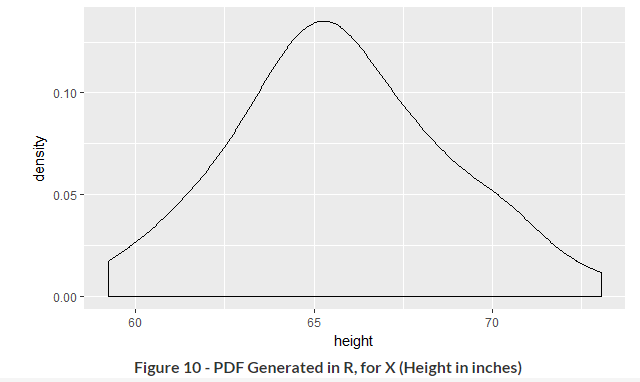 0.10
0.05
0.00
density
60 65 70
height
Figure 10 - PDF Generated in R, for X (Height in inches)